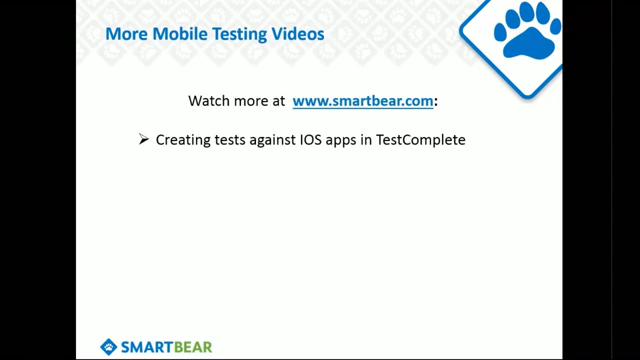 More Mobile Testing Videos
Watch more at www.smartbear.com:
Creating tests against IOS apps in TestComplete
SMARTBEAR